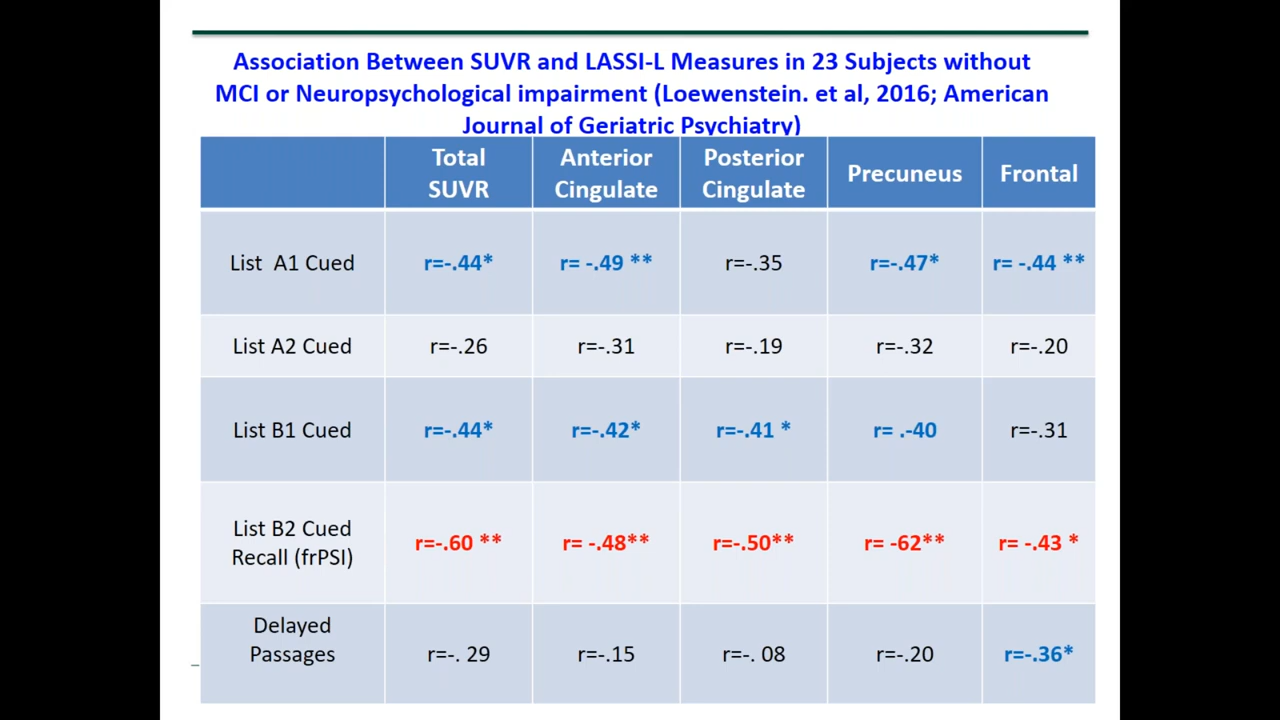 Association Between SUVR and LASSI-L Measures in 23 Subjects without
MCI or Neuropsychological impairment (Loewenstein. et al, 2016; American
Journal of Geriatric Psychiatry)
Total SUVR Anterior Cingulate Posterior Cingulate Precuneus Frontal
List A1 Cued r=-.44* r= -.49 ** r=-.35 r=-.47* r= -.44 **
List A2 Cued r=-.26 r=-.31 r=-.19 r=-.32 r=-.20
List B1 Cued r=-.44* r=-.42* r=-.41 * r= .-40 r=-.31
List B2 Cued Recall (frPSI) r=-.60 ** r= -.48** r=-.50** r= -62** r= -.43 *
Delayed Passages r=-. 29 r=-.15 r=-. 08 r=-.20 r=-.36*